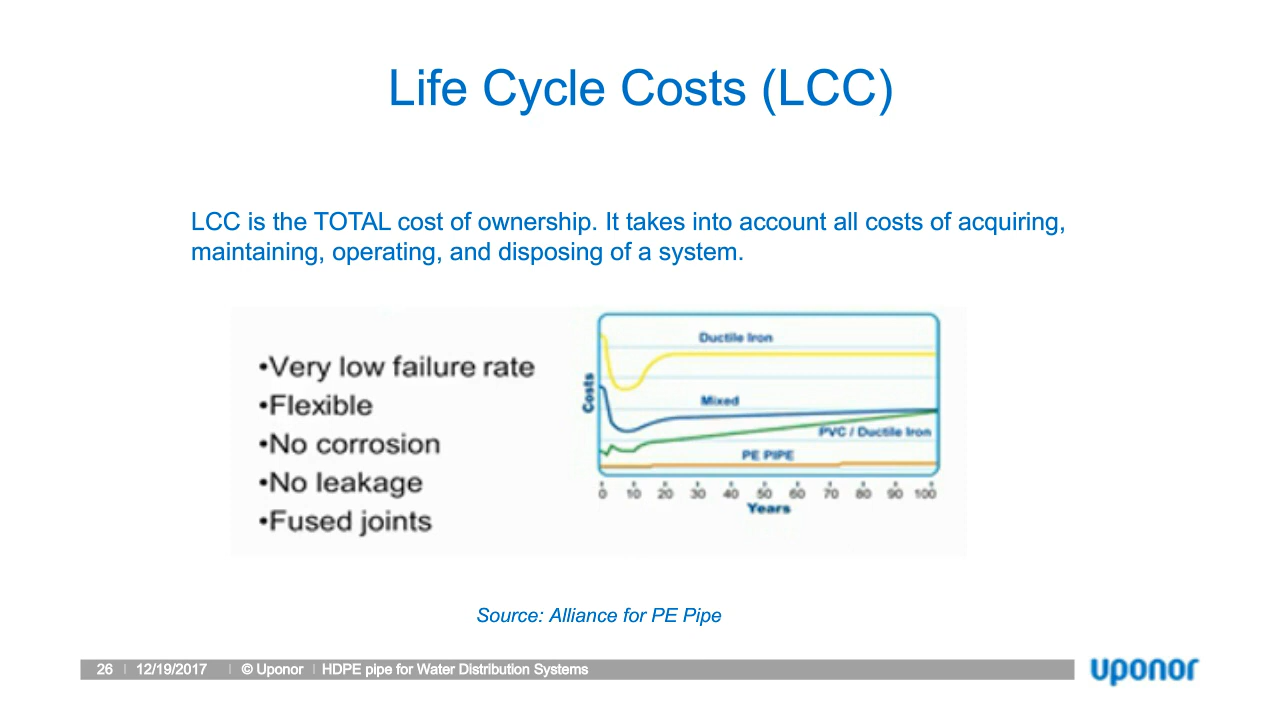 Life Cycle Costs (LCC)
LCC is the TOTAL cost of ownership. It takes into account all costs of acquiring,
maintaining, operating, and disposing of a system.
•Very low failure rate
•Flexible
•No corrosion
•No leakage
•Fused joints
Costs
Ductile Iron
Mixed
PVC / Ductile Iron
PE PIPE
0 10 20 30 40 50 60 70 80 90 100
Years
Source: Alliance for PE Pipe
26 | 12/19/2017 | © Uponor | HDPE pipe for Water Distribution Systems
uponor